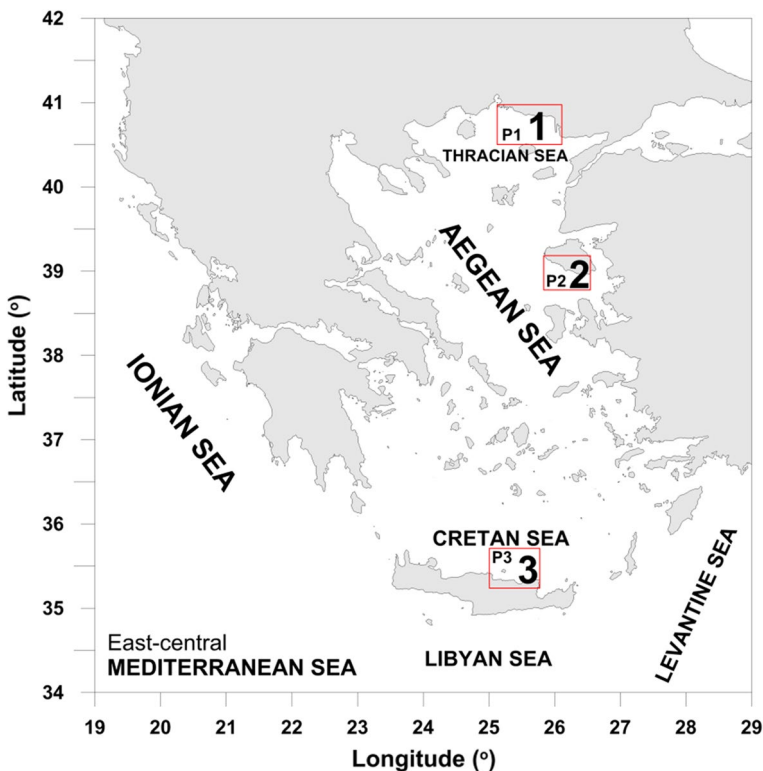 42
41
40
39
38
37
36
35
34
Latitude (º)
P1 1
THRACIAN SEA
AEGEAN SEA
P2 2
IONIAN SEA
CRETAN SEA
P3 3
LEVANTINE SEA
East-central
MEDITERRANEAN SEA
LIBYAN SEA
19 20 21 22 23 24 25 26 27 28 29
Longitude (º)